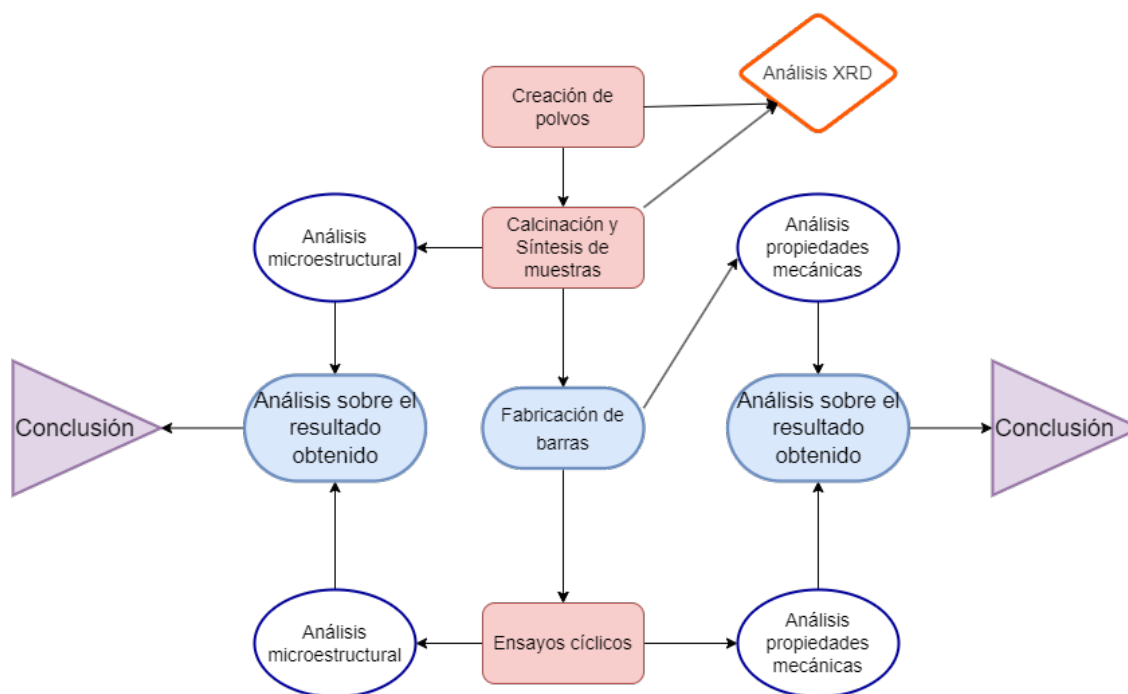 Análisis XRD
Creación de
polvos
Análisis
microestructural
Calcinación y
Síntesis de
muestras
Análisis
propiedades
mecánicas
Conclusión
Análisis sobre el
resultado
obtenido
Fabricación de
barras
Análisis sobre el
resultado
obtenido
Conclusión
Análisis
microestructural
Ensayos cíclicos
Análisis
propiedades
mecánicas